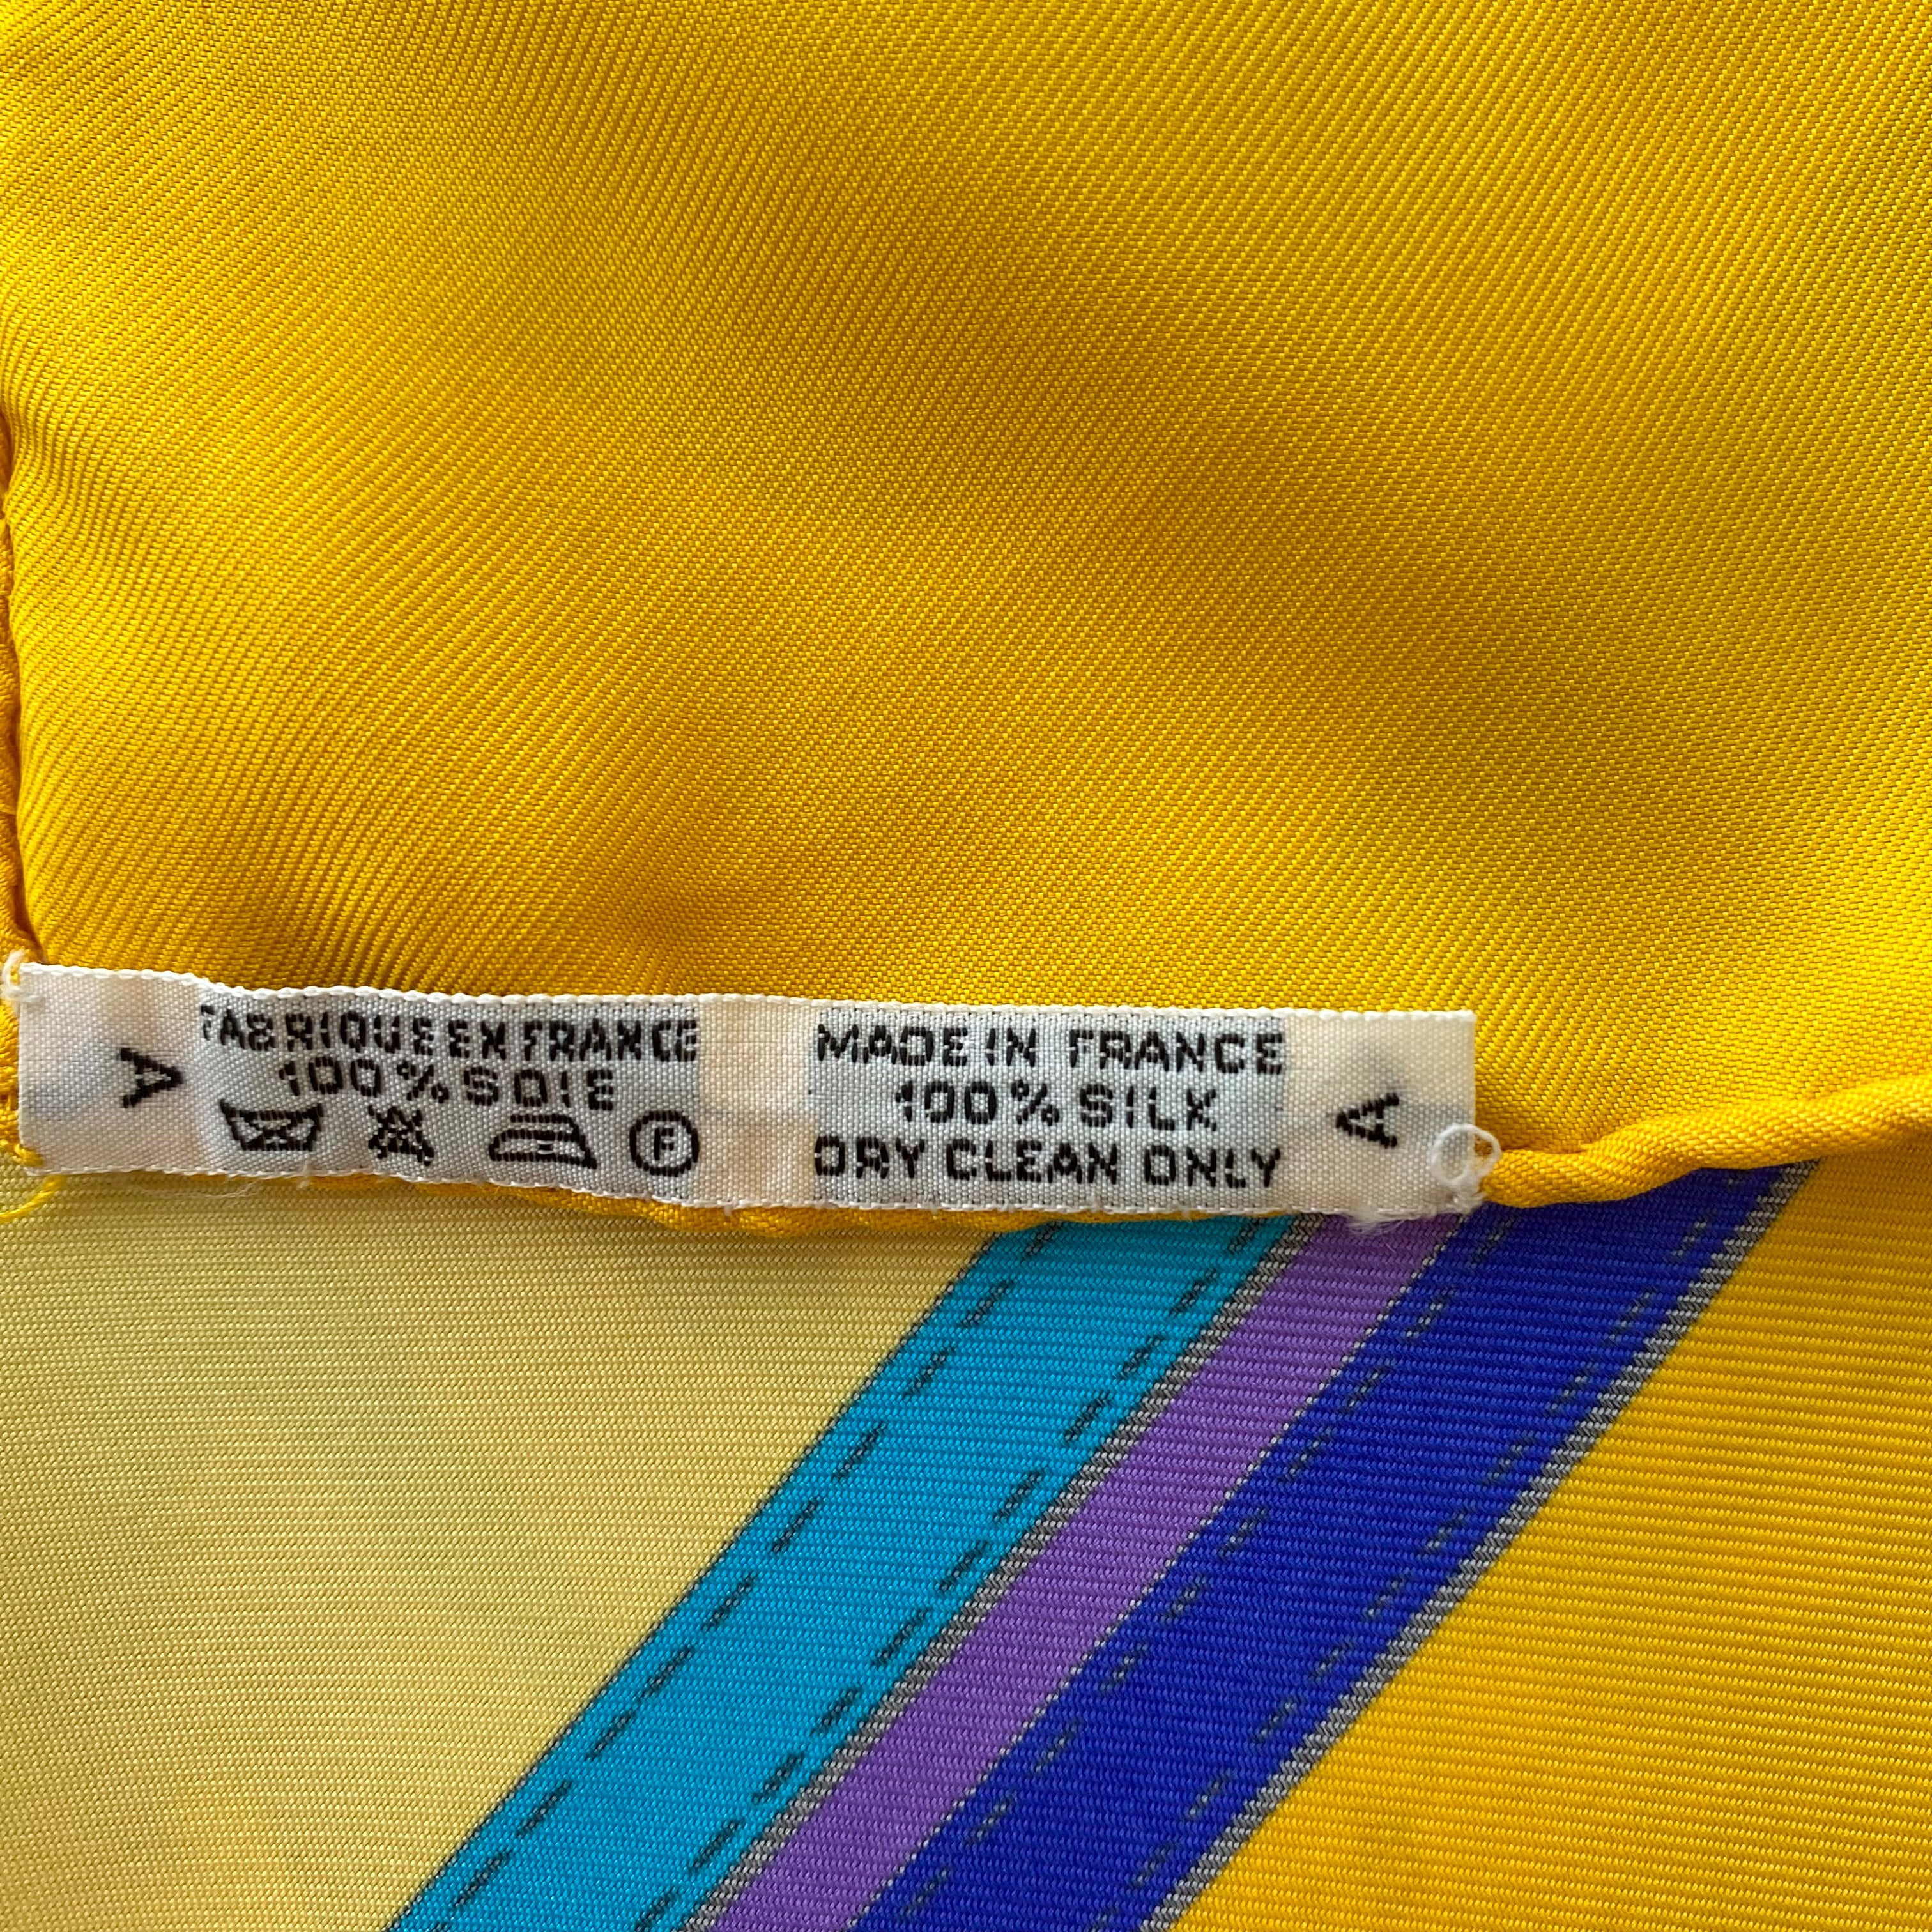 A
FABRIQUE EN FRANCE
100% SOIE
F
MADE IN FRANCE
100% SILK
DRY CLEAN ONLY
A